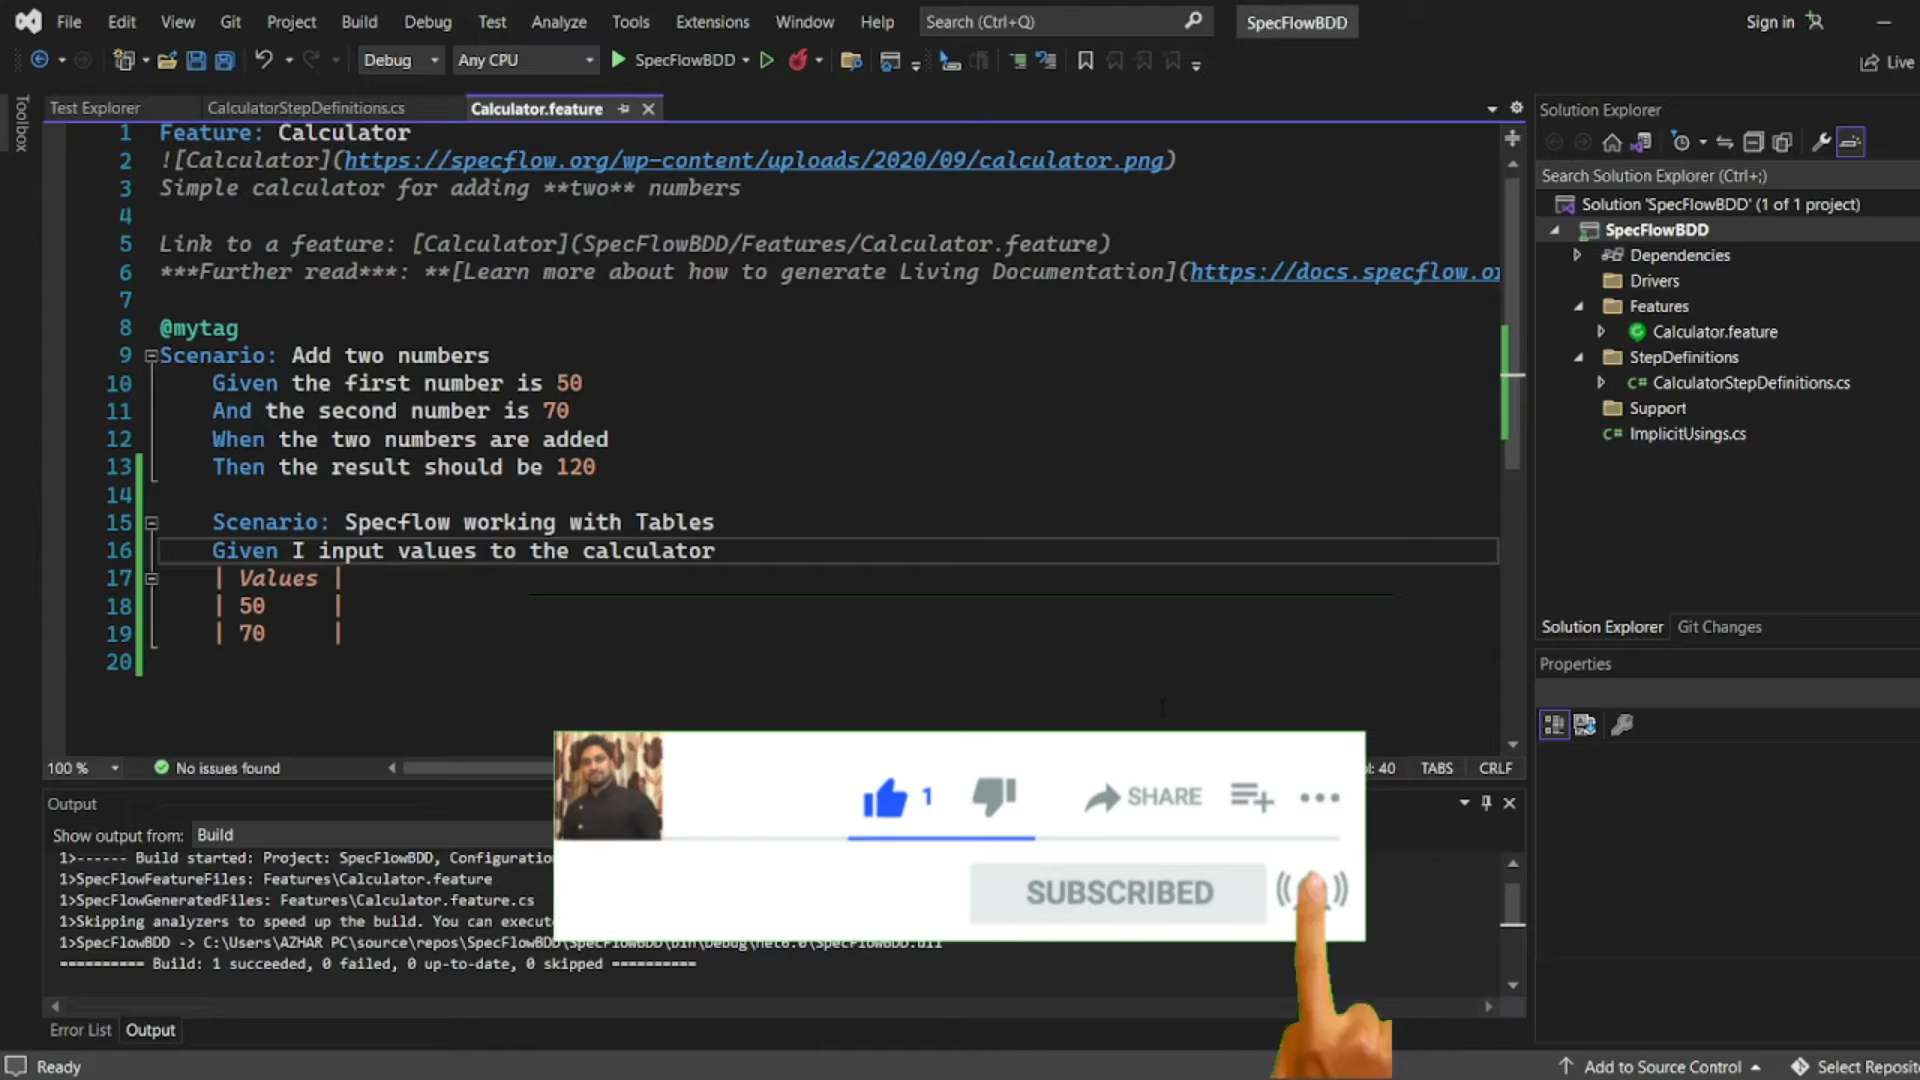 File Edit View Git Project Build Debug Test Analyze Tools Extensions Window Help Search (Ctrl+Q) SpecFlowBDD Sign in
Debug Any CPU SpecFlowBDD Live
Toolbox
Test Explorer CalculatorStepDefinitions.cs Calculator.feature
1 Feature: Calculator
2 ![Calculator](https://specflow.org/wp-content/uploads/2020/09/calculator.png)
3 Simple calculator for adding **two** numbers
4
5 Link to a feature: [Calculator](SpecFlowBDD/Features/Calculator.feature)
6 ***Further read***: **[Learn more about how to generate Living Documentation](https://docs.specflow.or
7
8 @mytag
9 Scenario: Add two numbers
10 Given the first number is 50
11 And the second number is 70
12 When the two numbers are added
13 Then the result should be 120
14
15 Scenario: Specflow working with Tables
16 Given I input values to the calculator
17 | Values |
18 | 50 |
19 | 70 |
20
100 % No issues found : 40 TABS CRLF
Output
Show output from: Build
1>------ Build started: Project: SpecFlowBDD, Configuration
1>SpecFlowFeatureFiles: Features\Calculator.feature
1>SpecFlowGeneratedFiles: Features\Calculator.feature.cs
1>Skipping analyzers to speed up the build. You can execut
1>SpecFlowBDD -> C:\Users\AZHAR PC\source\repos\SpecFlowBDD\SpecFlowBDD\bin\Debug\net6.0\SpecFlowBDD.dll
========== Build: 1 succeeded, 0 failed, 0 up-to-date, 0 skipped ==========
Error List Output
Ready
Add to Source Control Select Reposit
Solution Explorer
Search Solution Explorer (Ctrl+;)
Solution 'SpecFlowBDD' (1 of 1 project)
SpecFlowBDD
Dependencies
Drivers
Features
Calculator.feature
StepDefinitions
C# CalculatorStepDefinitions.cs
Support
C# ImplicitUsings.cs
Solution Explorer Git Changes
Properties
1 SHARE
SUBSCRIBED